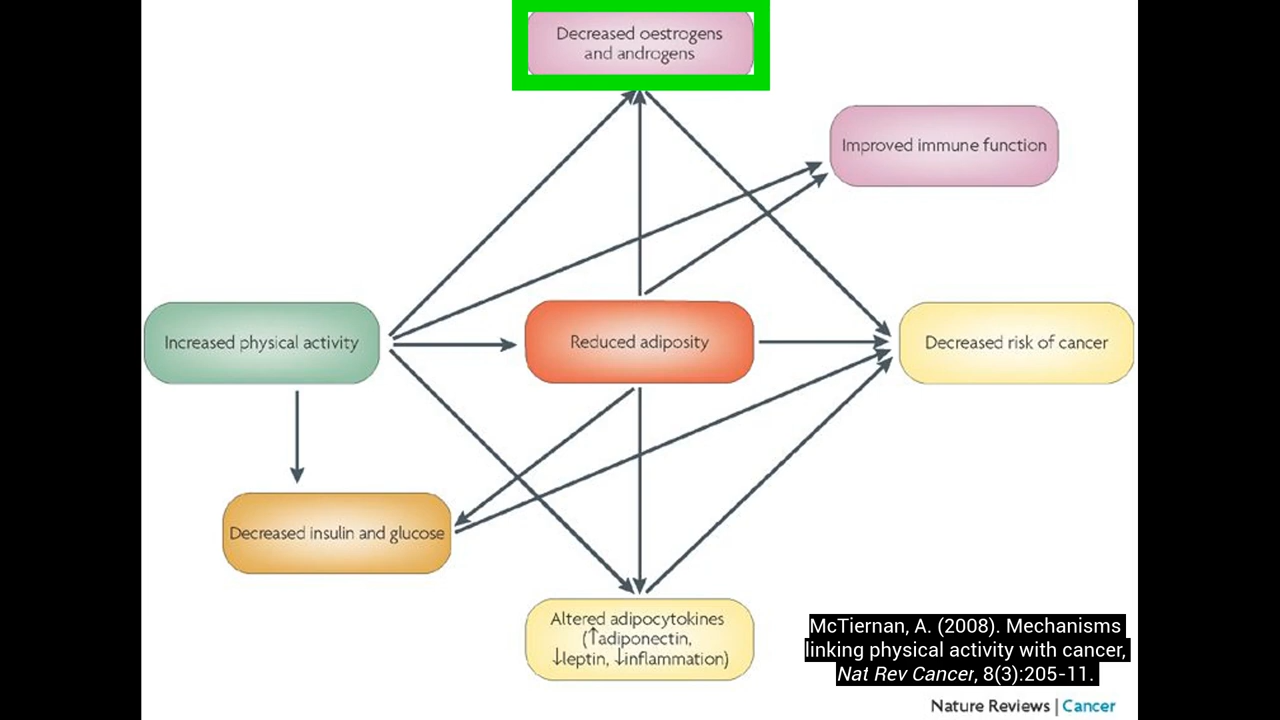 Decreased oestrogens
and androgens
Improved immune function
Increased physical activity
Reduced adiposity
Decreased risk of cancer
Decreased insulin and glucose
Altered adipocytokines
(↑adiponectin,
↓leptin, ↓inflammation)
McTiernan, A. (2008). Mechanisms
linking physical activity with cancer,
Nat Rev Cancer, 8(3):205-11.
Nature Reviews | Cancer